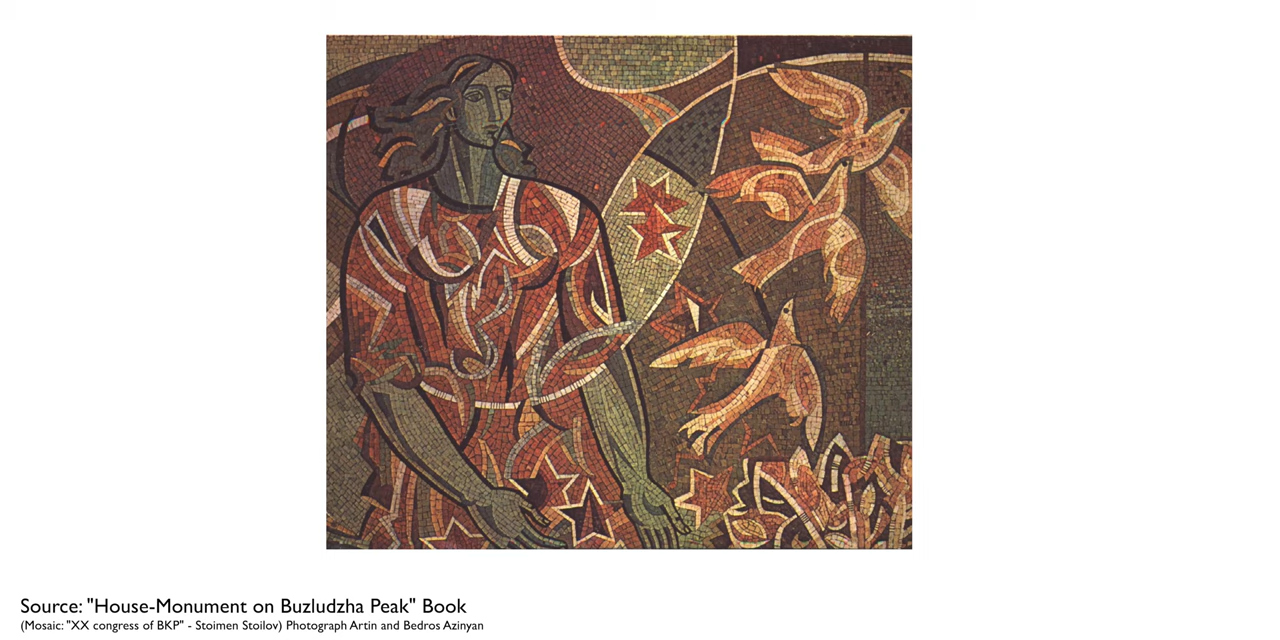 Source: "House-Monument on Buzludzha Peak" Book
(Mosaic: "XX congress of BKP" - Stoimen Stoilov) Photograph Artin and Bedros Azinyan